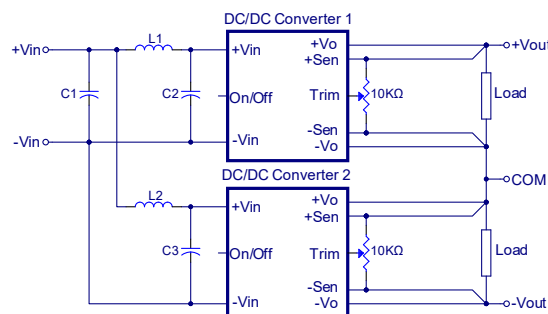 DC/DC Converter 1
+Vin
L1
+Vin
+Vo
+Vout
+Sen
C1
C2
On/Off
Trim
10KΩ
Load
-Vin
-Vin
-Sen
-Vo
DC/DC Converter 2
COM
L2
+Vin
+Vo
+Sen
C3
On/Off
Trim
10KΩ
Load
-Sen
-Vin
-Vo
-Vout